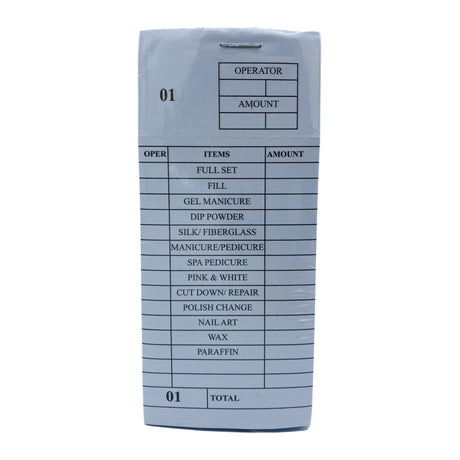 OPERATOR
01
AMOUNT
OPER ITEMS AMOUNT
FULL SET
FILL
GEL MANICURE
DIP POWDER
SILK/ FIBERGLASS
MANICURE/PEDICURE
SPA PEDICURE
PINK & WHITE
CUT DOWN/ REPAIR
POLISH CHANGE
NAIL ART
WAX
PARAFFIN
01 TOTAL